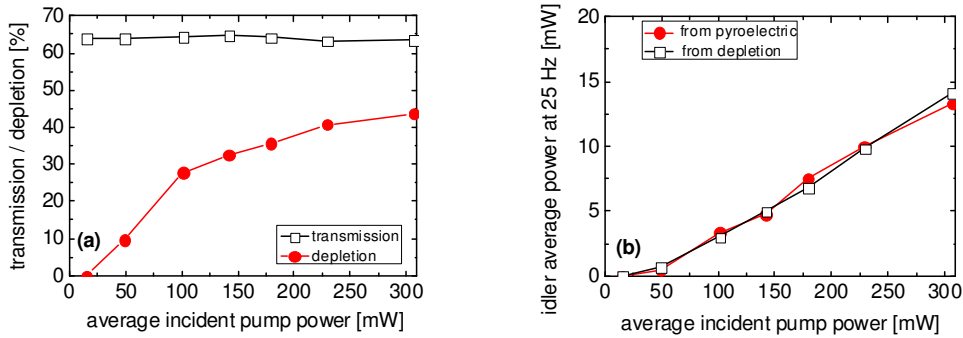 transmission / depletion [%]
70
60
50
40
30
20
10
0
(a)
transmission
depletion
0 50 100 150 200 250 300
average incident pump power [mW]
idler average power at 25 Hz [mW]
20
15
10
5
0
from pyroelectric
from depletion
(b)
0 50 100 150 200 250 300
average incident pump power [mW]